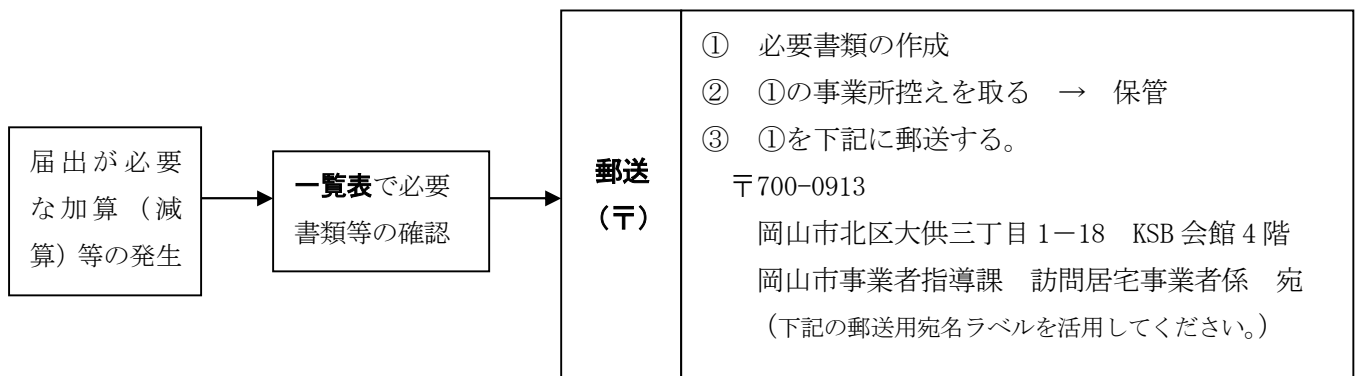 届出が必要
な加算（減
算）等の発生
一覧表で必要
書類等の確認
郵送
（〒）
① 必要書類の作成
② ①の事業所控えを取る → 保管
③ ①を下記に郵送する。
〒700-0913
岡山市北区大供三丁目1－18 KSB会館4階
岡山市事業者指導課 訪問居宅事業者係 宛
（下記の郵送用宛名ラベルを活用してください。）